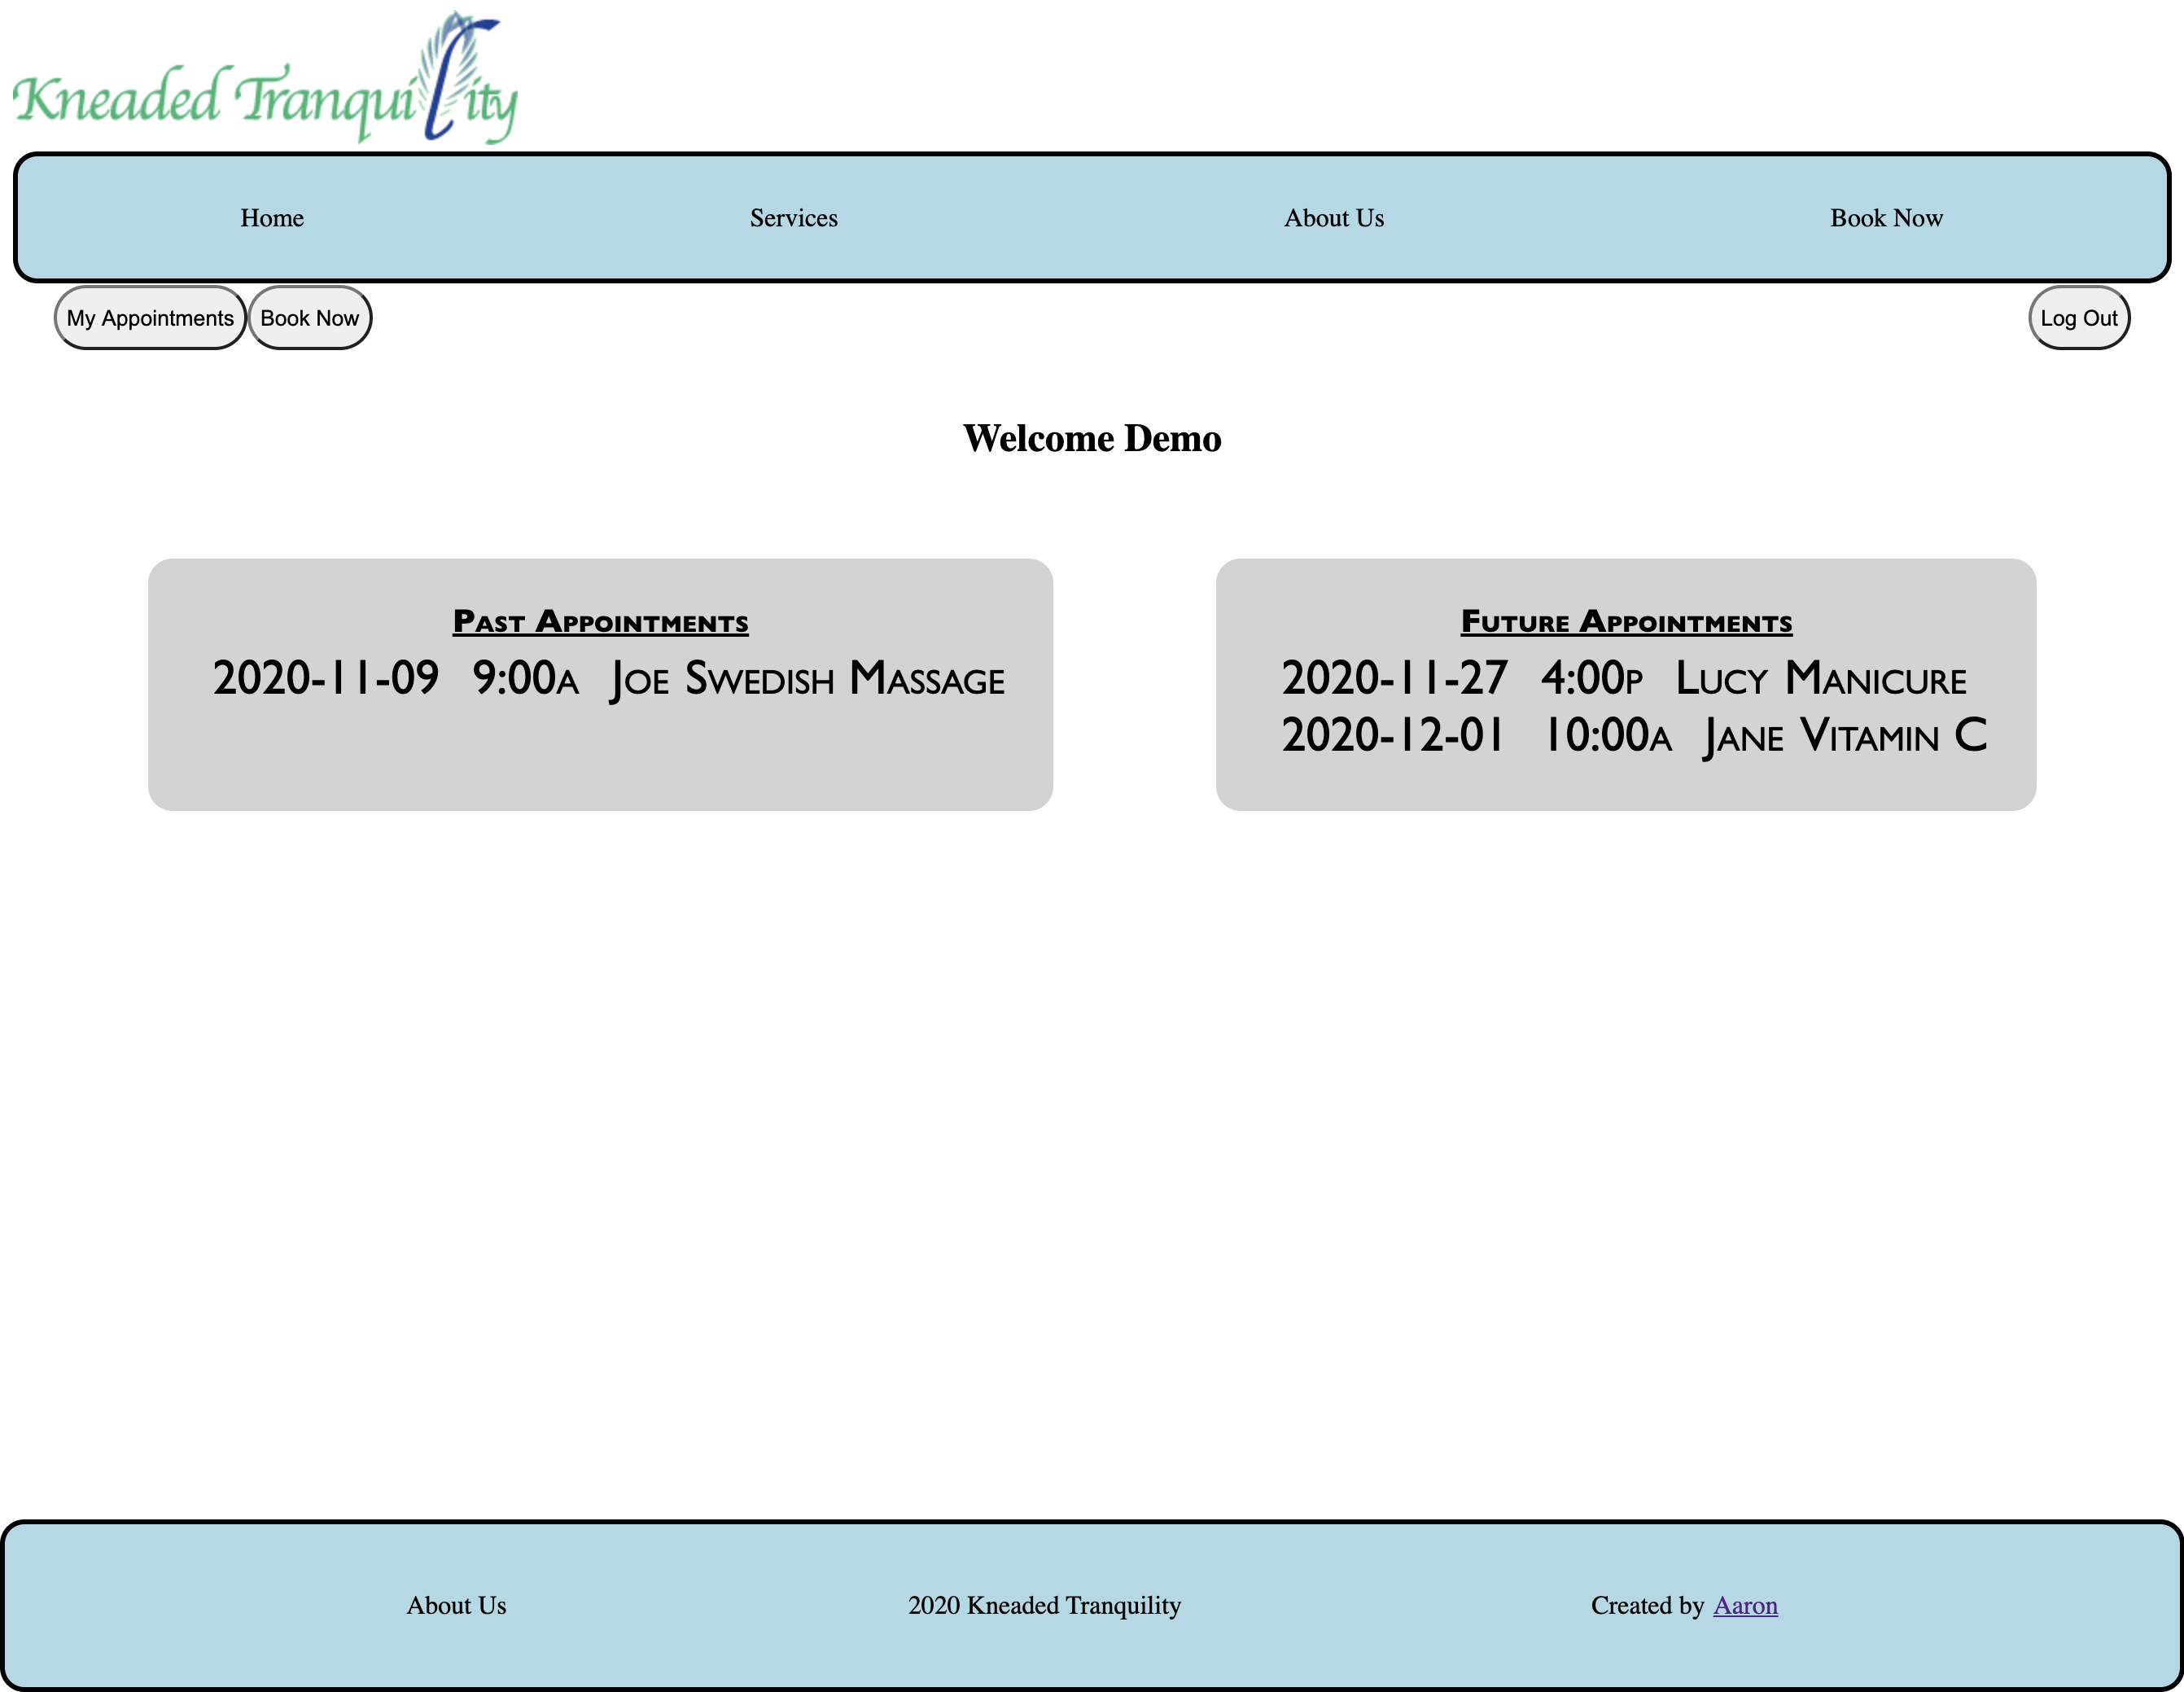 Kneaded Tranquility
Home Services About Us Book Now
My Appointments Book Now Log Out
Welcome Demo
Past Appointments
2020-11-09 9:00a Joe Swedish Massage
Future Appointments
2020-11-27 4:00p Lucy Manicure
2020-12-01 10:00a Jane Vitamin C
About Us 2020 Kneaded Tranquility Created by Aaron